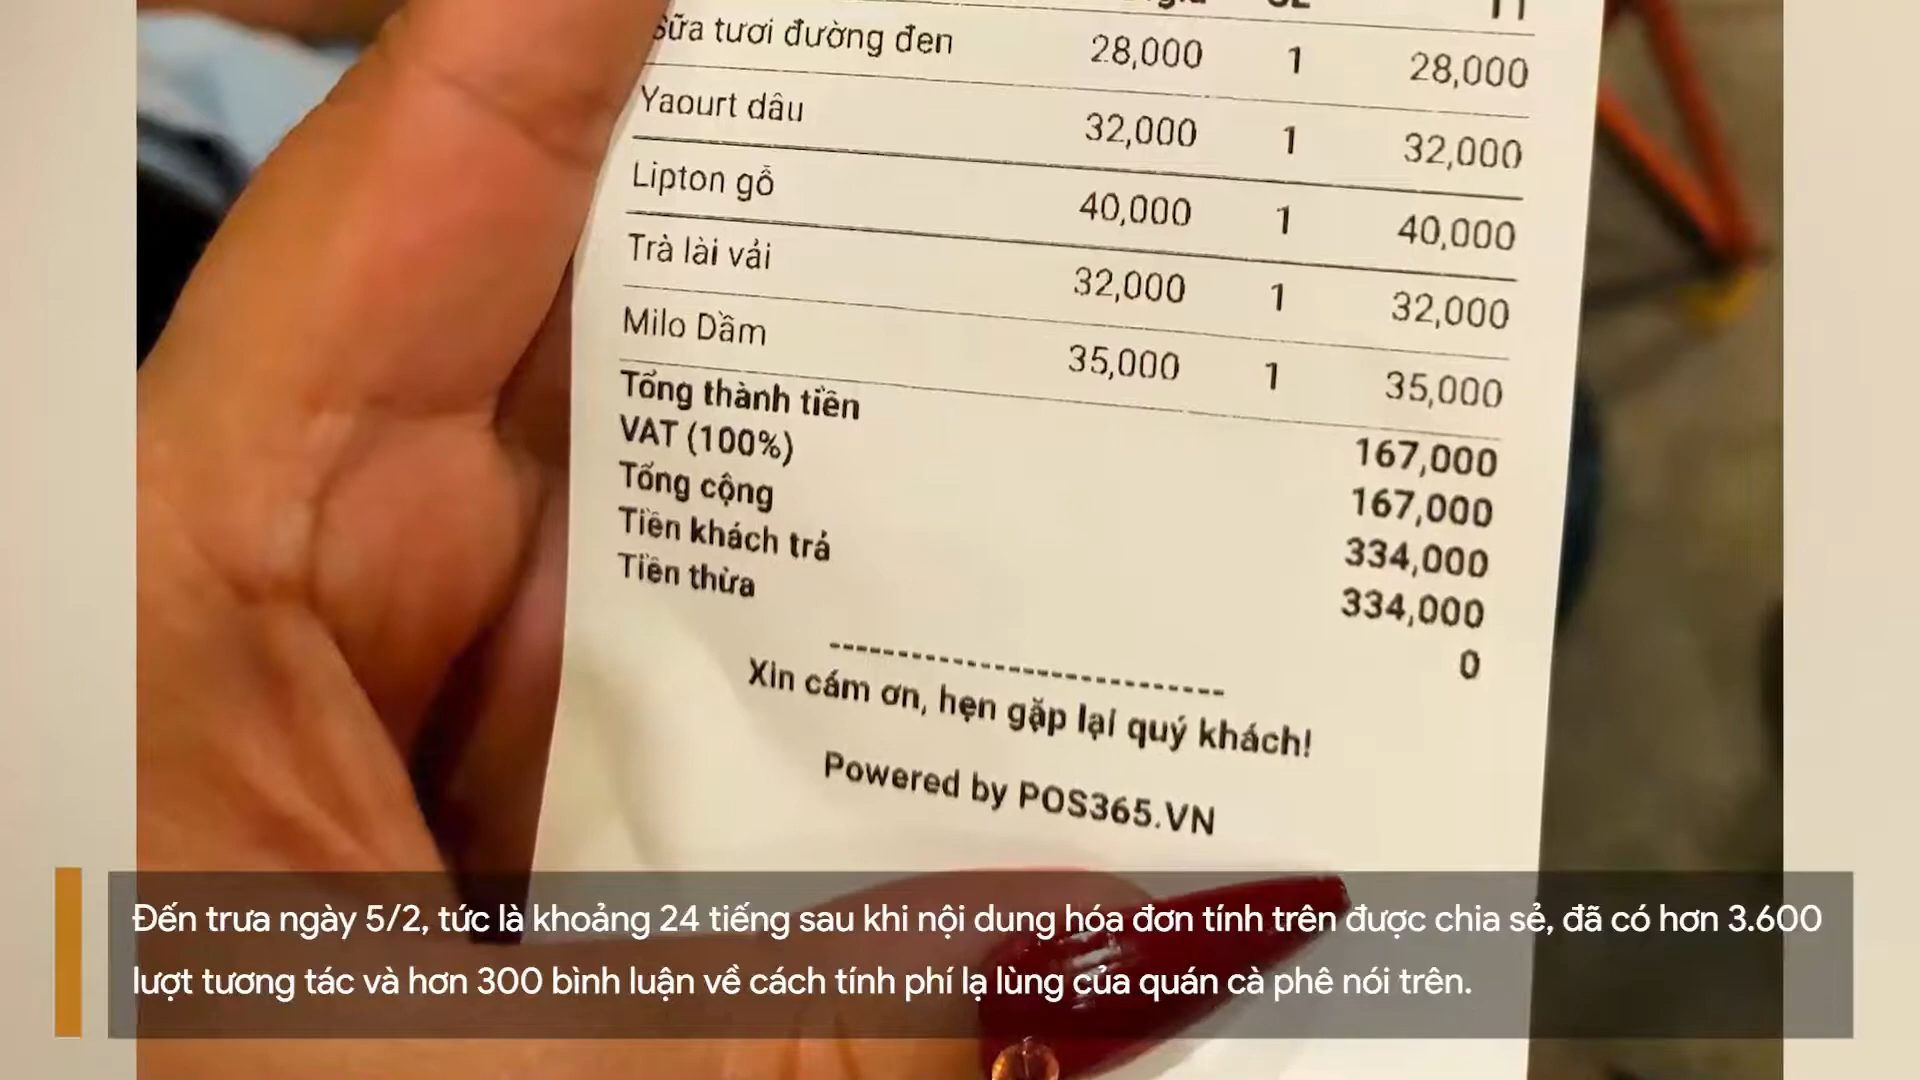 Sữa tươi đường đen 28,000 1 28,000
Yaourt dâu 32,000 1 32,000
Lipton gỗ 40,000 1 40,000
Trà lài vải 32,000 1 32,000
Milo Dầm 35,000 1 35,000
Tổng thành tiền 167,000
VAT (100%) 167,000
Tổng cộng 334,000
Tiền khách trả 334,000
Tiền thừa 0
---------------------------
Xin cám ơn, hẹn gặp lại quý khách!
Powered by POS365.VN
Đến trưa ngày 5/2, tức là khoảng 24 tiếng sau khi nội dung hóa đơn tính trên được chia sẻ, đã có hơn 3.600
lượt tương tác và hơn 300 bình luận về cách tính phí lạ lùng của quán cà phê nói trên.